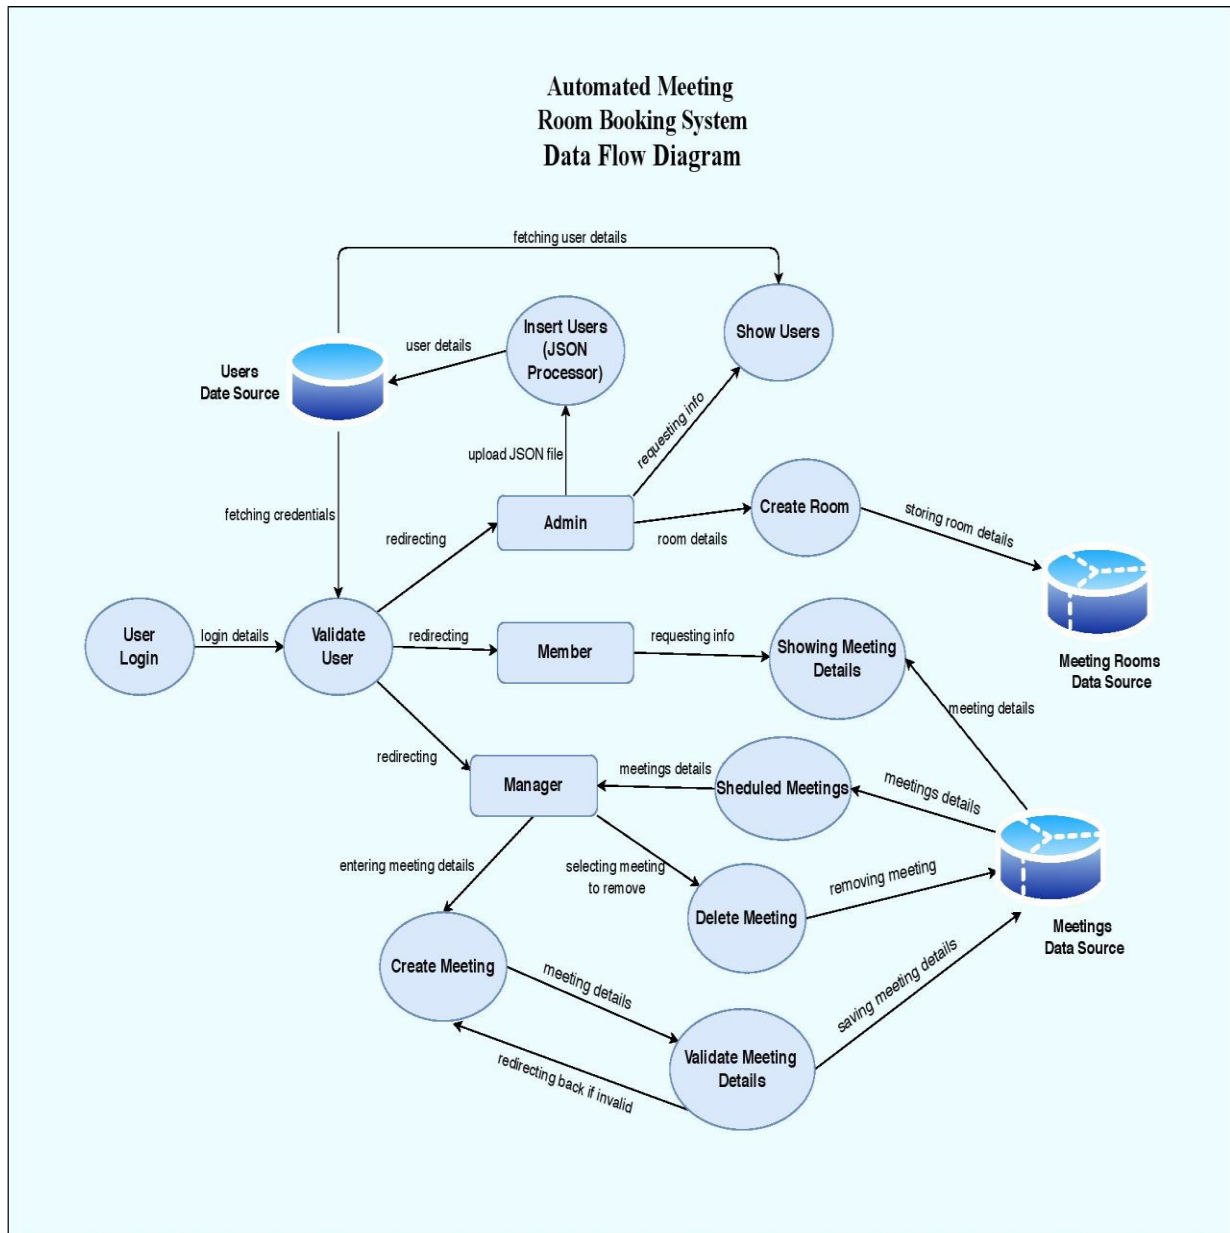 Automated Meeting
Room Booking System
Data Flow Diagram
fetching user details
Insert Users
(JSON
Processor)
Show Users
user details
Users
Date Source
requesting info
upload JSON file
fetching credentials
redirecting
Admin
room details
Create Room
storing room details
User
Login
login details
Validate
User
redirecting
Member
requesting info
Showing Meeting
Details
Meeting Rooms
Data Source
meeting details
redirecting
Manager
meetings details
Sheduled Meetings
meetings details
entering meeting details
selecting meeting
to remove
Delete Meeting
removing meeting
Meetings
Data Source
Create Meeting
meeting details
saving meeting details
Validate Meeting
Details
redirecting back if invalid